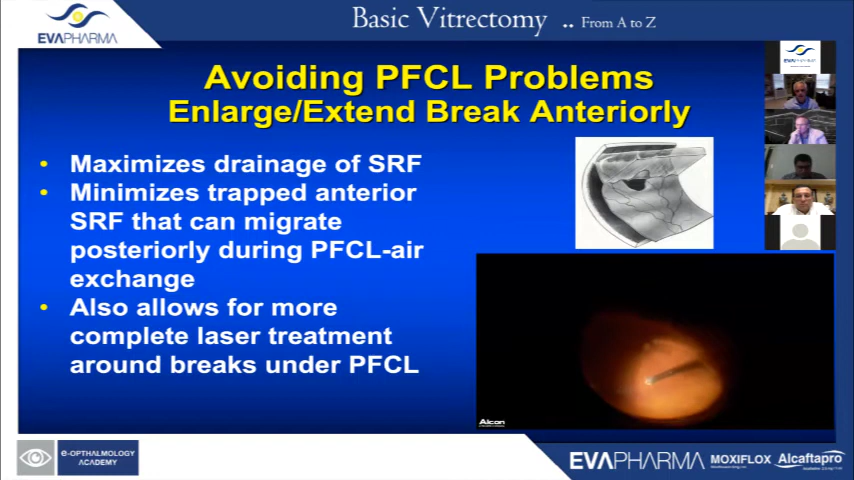 Basic Vitrectomy .. From A to Z
EVAPHARMA
Avoiding PFCL Problems
Enlarge/Extend Break Anteriorly
• Maximizes drainage of SRF
• Minimizes trapped anterior
SRF that can migrate
posteriorly during PFCL-air
exchange
• Also allows for more
complete laser treatment
around breaks under PFCL
EVAPHARMA
Alcon
e-OPTHALMOLOGY
ACADEMY
EVAPHARMA
MOXIFLOX
Alcaftapro